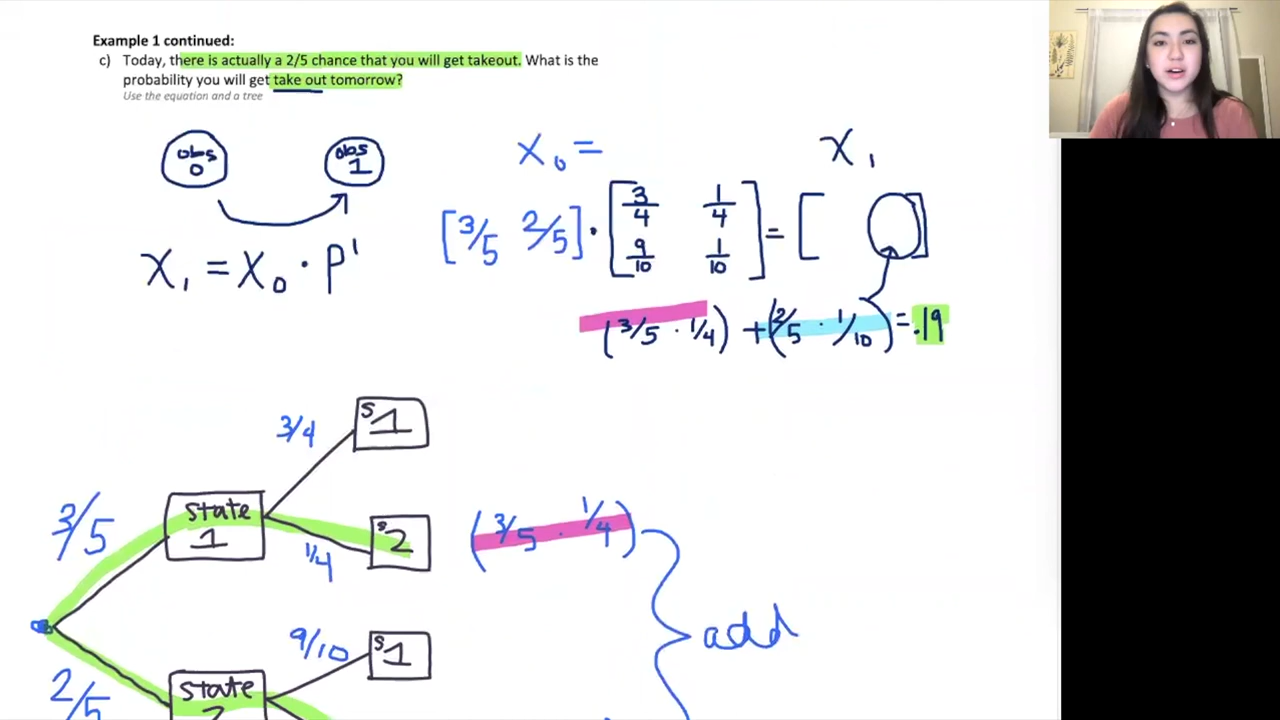 Example 1 continued:
c) Today, there is actually a 2/5 chance that you will get takeout. What is the
probability you will get take out tomorrow?
Use the equation and a tree
obs
0
obs
1
X₁ = X₀ · P¹
X₀ =
X₁
[3/5 2/5] · [3/4 1/4
9/10 1/10] = [ ]
(3/5 · 1/4) + (2/5 · 1/10) = .19
3/4
S 1
3/5
State
1
1/4
S 2
(3/5 · 1/4)
add
9/10
S 1
2/5
State
2